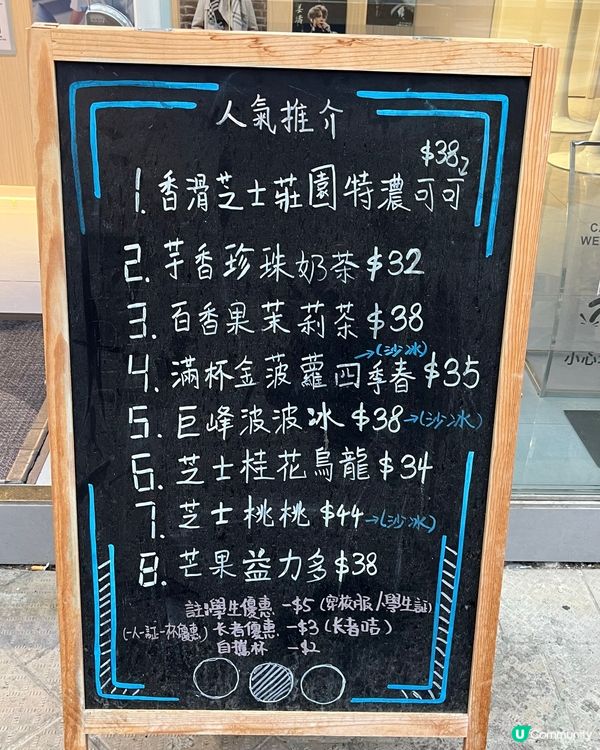 人氣推介
$38
1. 香滑芝士莊園特濃可可
2. 芋香珍珠奶茶 $32
3. 百香果茉莉茶 $38
4. 滿杯金菠蘿四季春 $35
→(沙冰)
5. 巨峰波波冰 $38 →(沙冰)
6. 芝士桂花烏龍 $34
7. 芝士桃桃 $44 →(沙冰)
8. 芒果益力多 $38
註:學生優惠 -$5 (穿校服/學生証)
(一人一証一杯優惠) 长者優惠 -$3 (长者咭)
自攜杯 -$2
小心
U Community